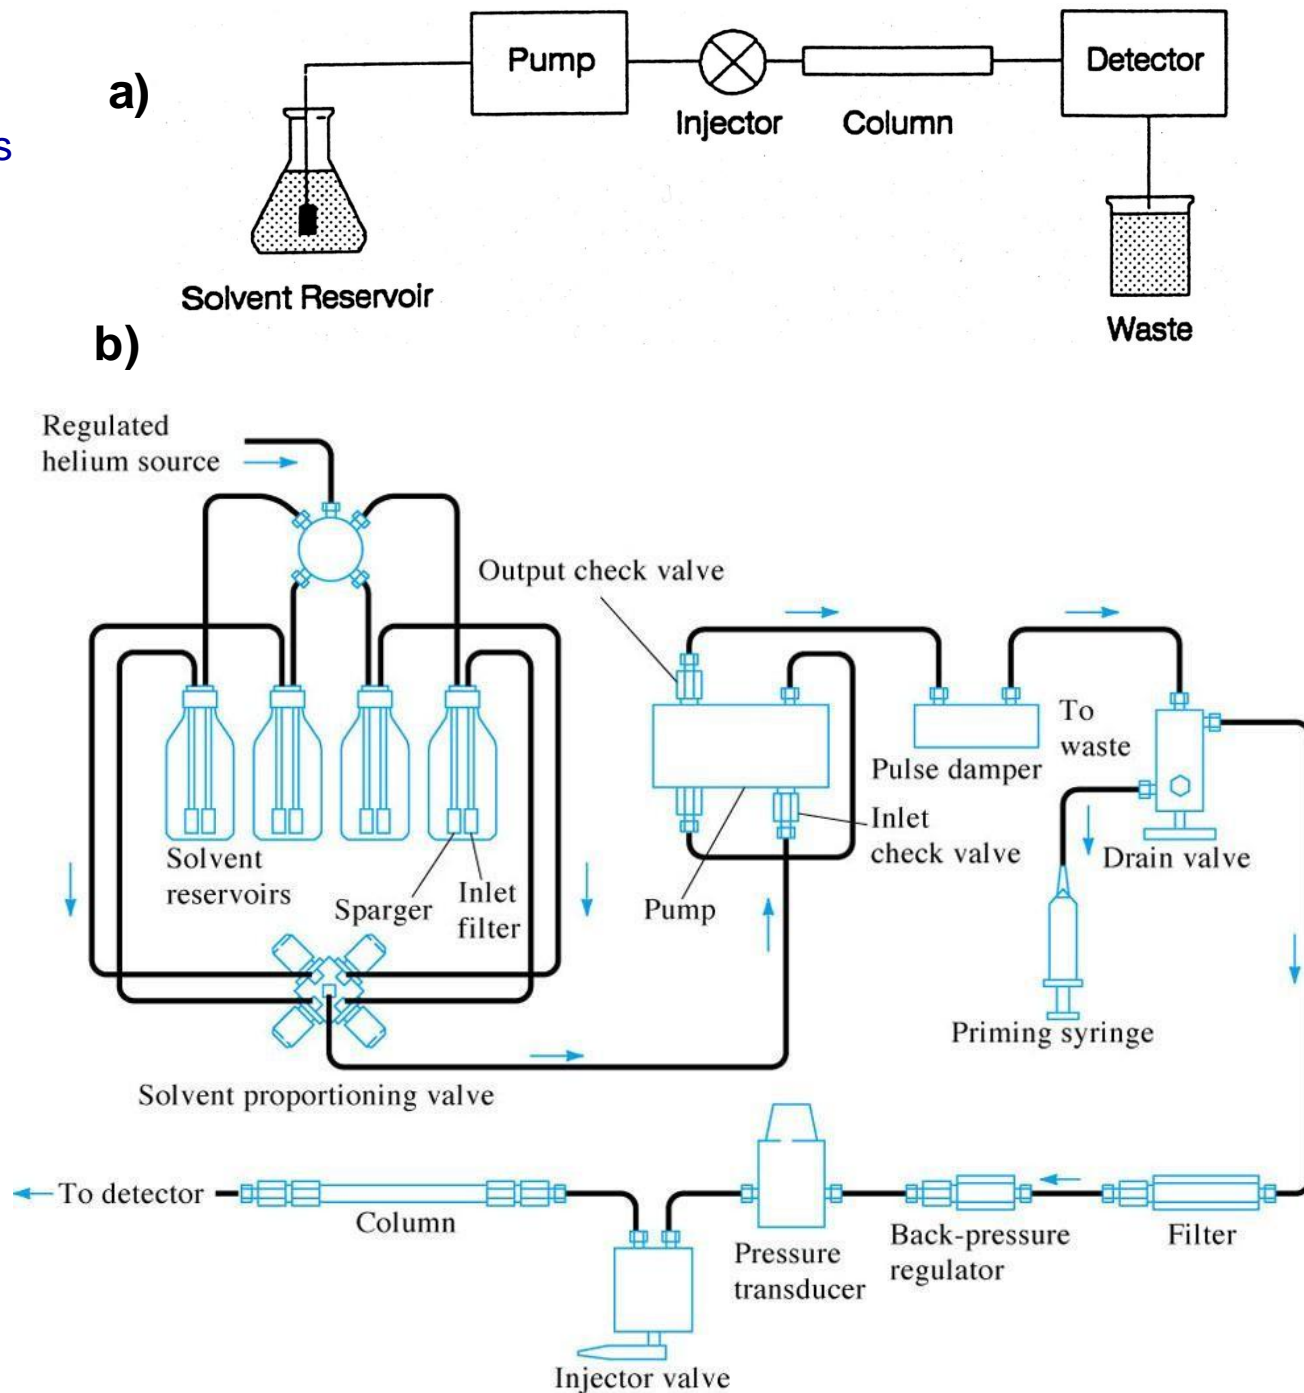 s
a)
Pump
Injector
Column
Detector
Solvent Reservoir
Waste
b)
Regulated
helium source
Output check valve
To
waste
Pulse damper
Inlet
check valve
Drain valve
Solvent
reservoirs
Sparger
Inlet
filter
Pump
Priming syringe
Solvent proportioning valve
To detector
Column
Pressure
transducer
Back-pressure
regulator
Filter
Injector valve